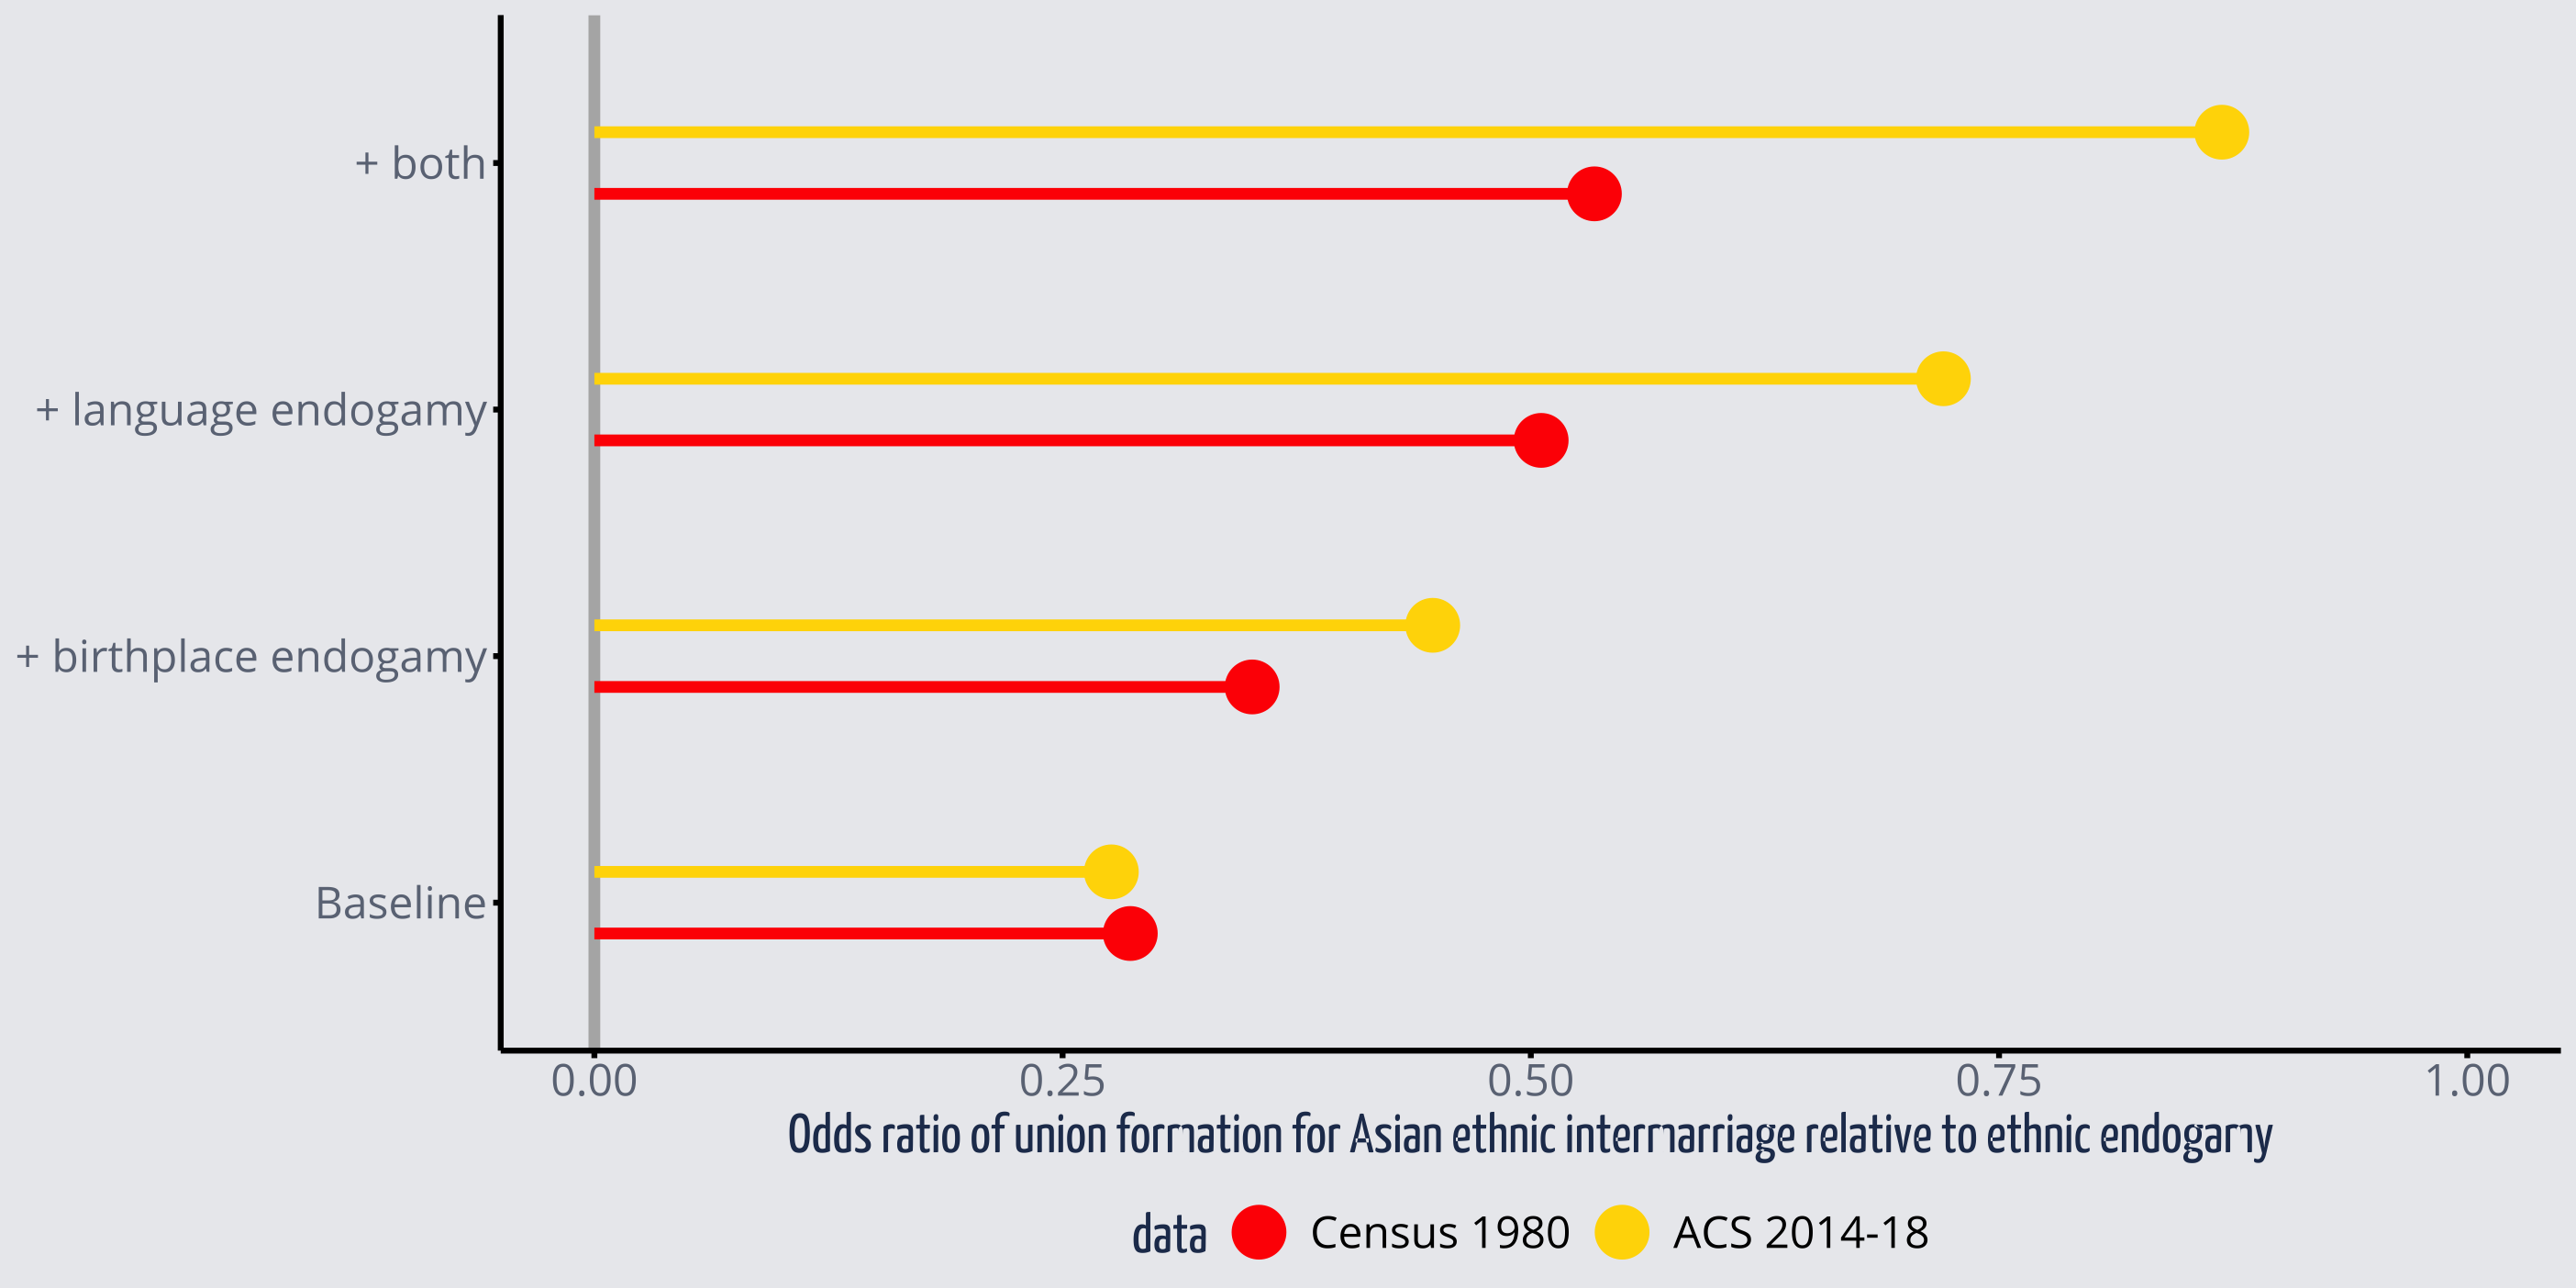 + both
+ language endogamy
+ birthplace endogamy
Baseline
0.00 0.25 0.50 0.75 1.00
Odds ratio of union formation for Asian ethnic intermarriage relative to ethnic endogamy
data Census 1980 ACS 2014-18